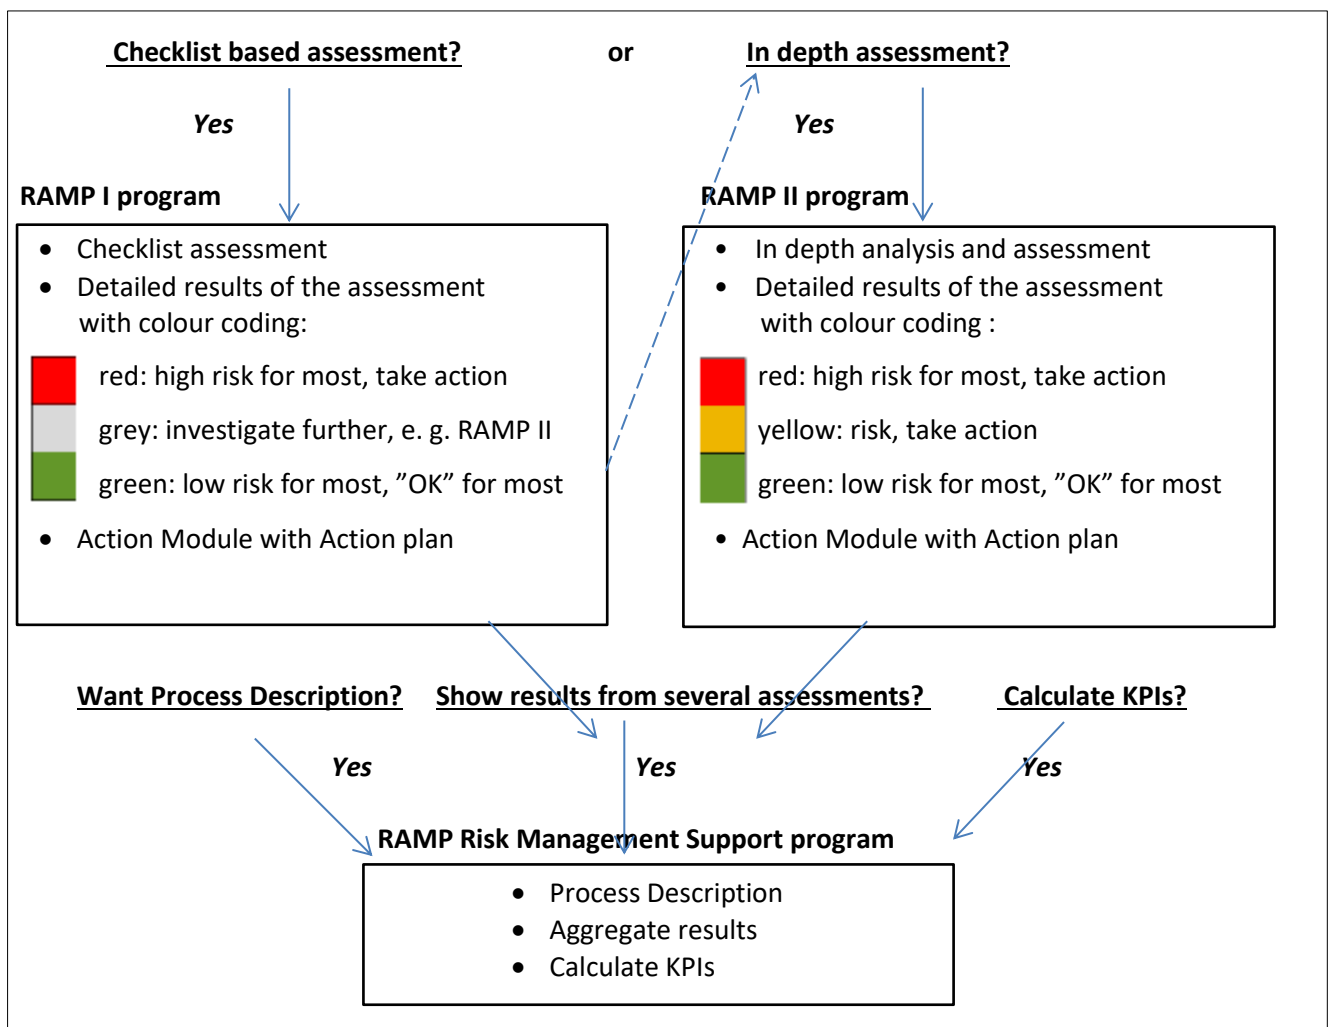 Checklist based assessment? or In depth assessment?
Yes Yes
RAMP I program
• Checklist assessment
• Detailed results of the assessment
with colour coding:
red: high risk for most, take action
grey: investigate further, e. g. RAMP II
green: low risk for most, ”OK” for most
• Action Module with Action plan
RAMP II program
• In depth analysis and assessment
• Detailed results of the assessment
with colour coding :
red: high risk for most, take action
yellow: risk, take action
green: low risk for most, ”OK” for most
• Action Module with Action plan
Want Process Description? Show results from several assessments? Calculate KPIs?
Yes Yes Yes
RAMP Risk Management Support program
• Process Description
• Aggregate results
• Calculate KPIs